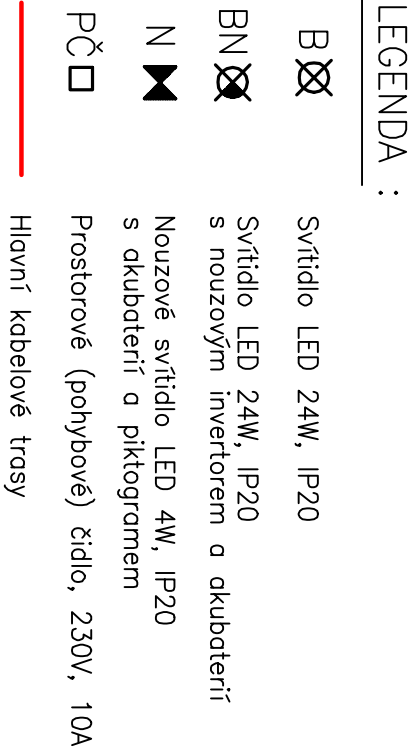 LEGENDA :
B Svítidlo LED 24W, IP20
BN Svítidlo LED 24W, IP20
s nouzovým invertorem a akubaterií
N Nouzové svítidlo LED 4W, IP20
s akubaterií a piktogramem
PČ Prostorové (pohybové) čidlo, 230V, 10A
Hlavní kabelové trasy